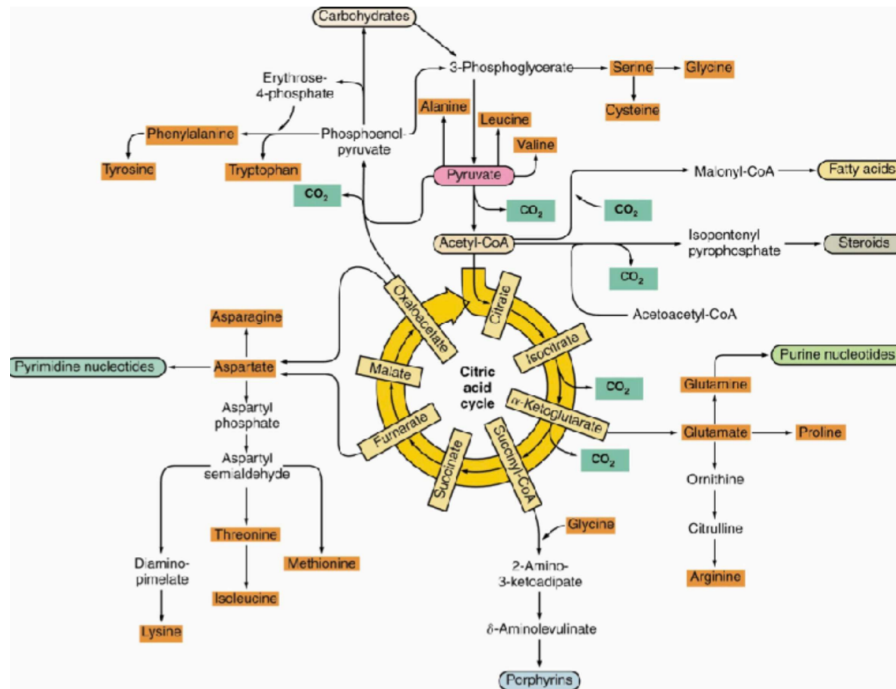 Carbohydrates
3-Phosphoglycerate
Serine
Glycine
Erythrose-
4-phosphate
Cysteine
Alanine
Leucine
Phenylalanine
Phosphoenol-
pyruvate
Valine
Tyrosine
Tryptophan
Pyruvate
Malonyl-CoA
Fatty acids
CO2
CO2
CO2
Acetyl-CoA
Isopentenyl
pyrophosphate
Steroids
CO2
Oxaloacetate
Citrate
Acetoacetyl-CoA
Asparagine
Isocitrate
Pyrimidine nucleotides
Aspartate
Malate
Citric
acid
cycle
Purine nucleotides
CO2
Glutamine
α-Ketoglutarate
Aspartyl
phosphate
Fumarate
Glutamate
Proline
CO2
Succinate
Succinyl-CoA
Aspartyl
semialdehyde
Ornithine
Glycine
Threonine
Citrulline
Diamino-
pimelate
Methionine
2-Amino-
3-ketoadipate
Isoleucine
Arginine
Lysine
δ-Aminolevulinate
Porphyrins